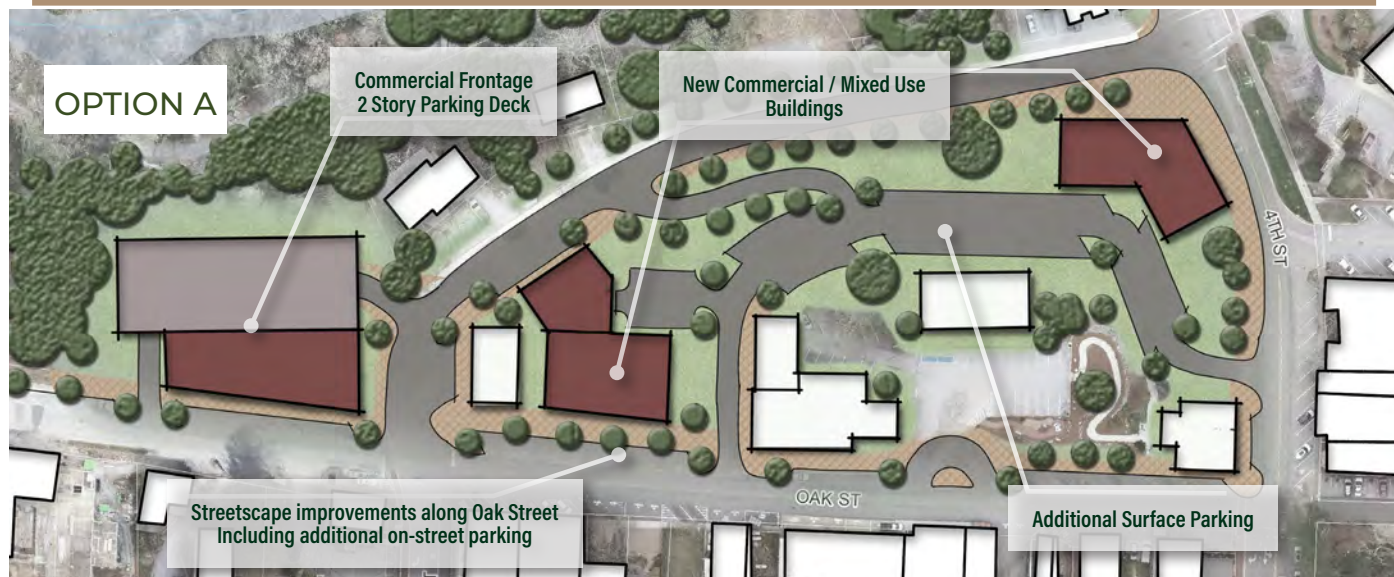 OPTION A
Commercial Frontage
2 Story Parking Deck
New Commercial / Mixed Use
Buildings
4TH ST
OAK ST
Streetscape improvements along Oak Street
Including additional on-street parking
Additional Surface Parking